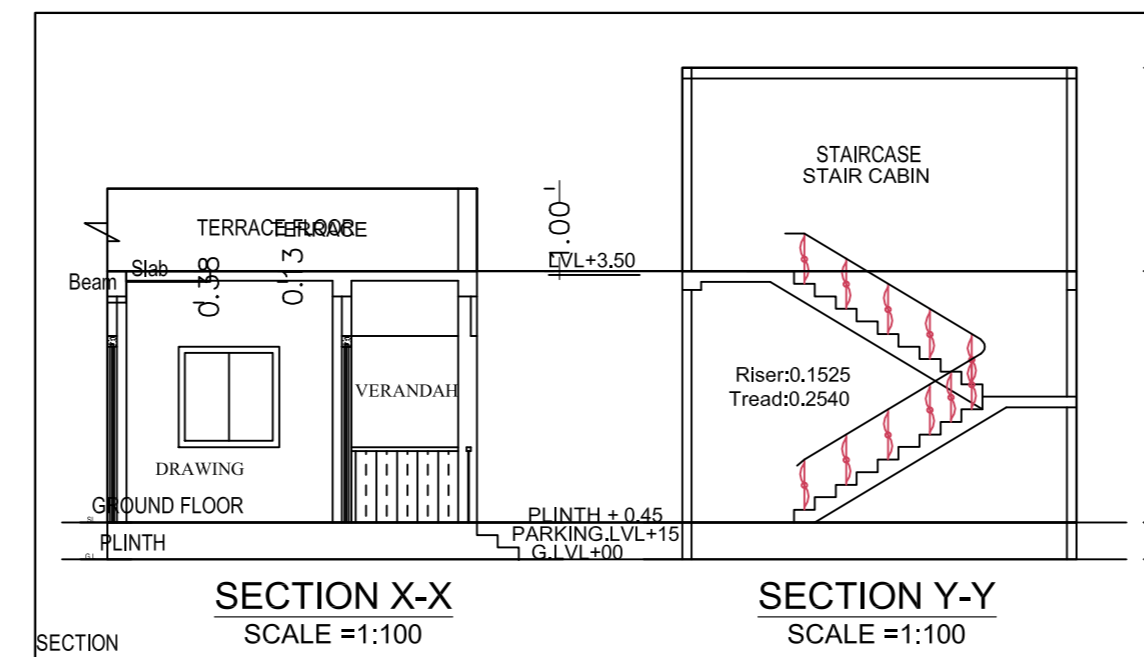 STAIRCASE
STAIR CABIN
TERRACE FLOOR
TERRACE
1.00
LVL+3.50
Slab
Beam
0.38
0.13
Riser:0.1525
Tread:0.2540
VERANDAH
DRAWING
GROUND FLOOR
PLINTH + 0.45
PARKING.LVL+15
PLINTH
G.LVL+00
SECTION X-X
SCALE =1:100
SECTION Y-Y
SCALE =1:100
SECTION